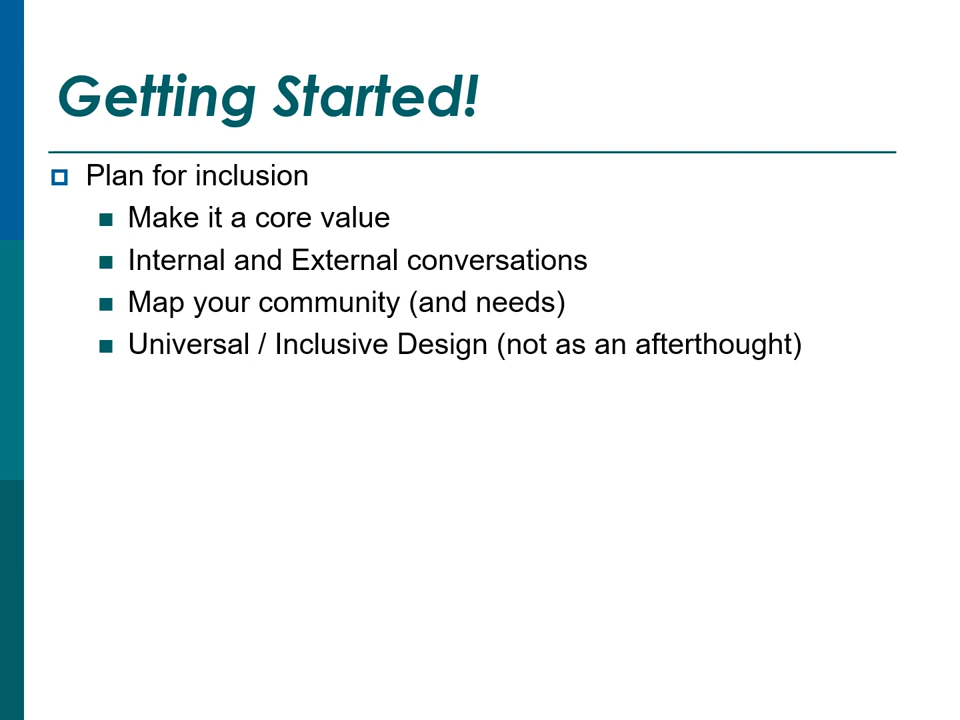 Getting Started!
Plan for inclusion
Make it a core value
Internal and External conversations
Map your community (and needs)
Universal / Inclusive Design (not as an afterthought)